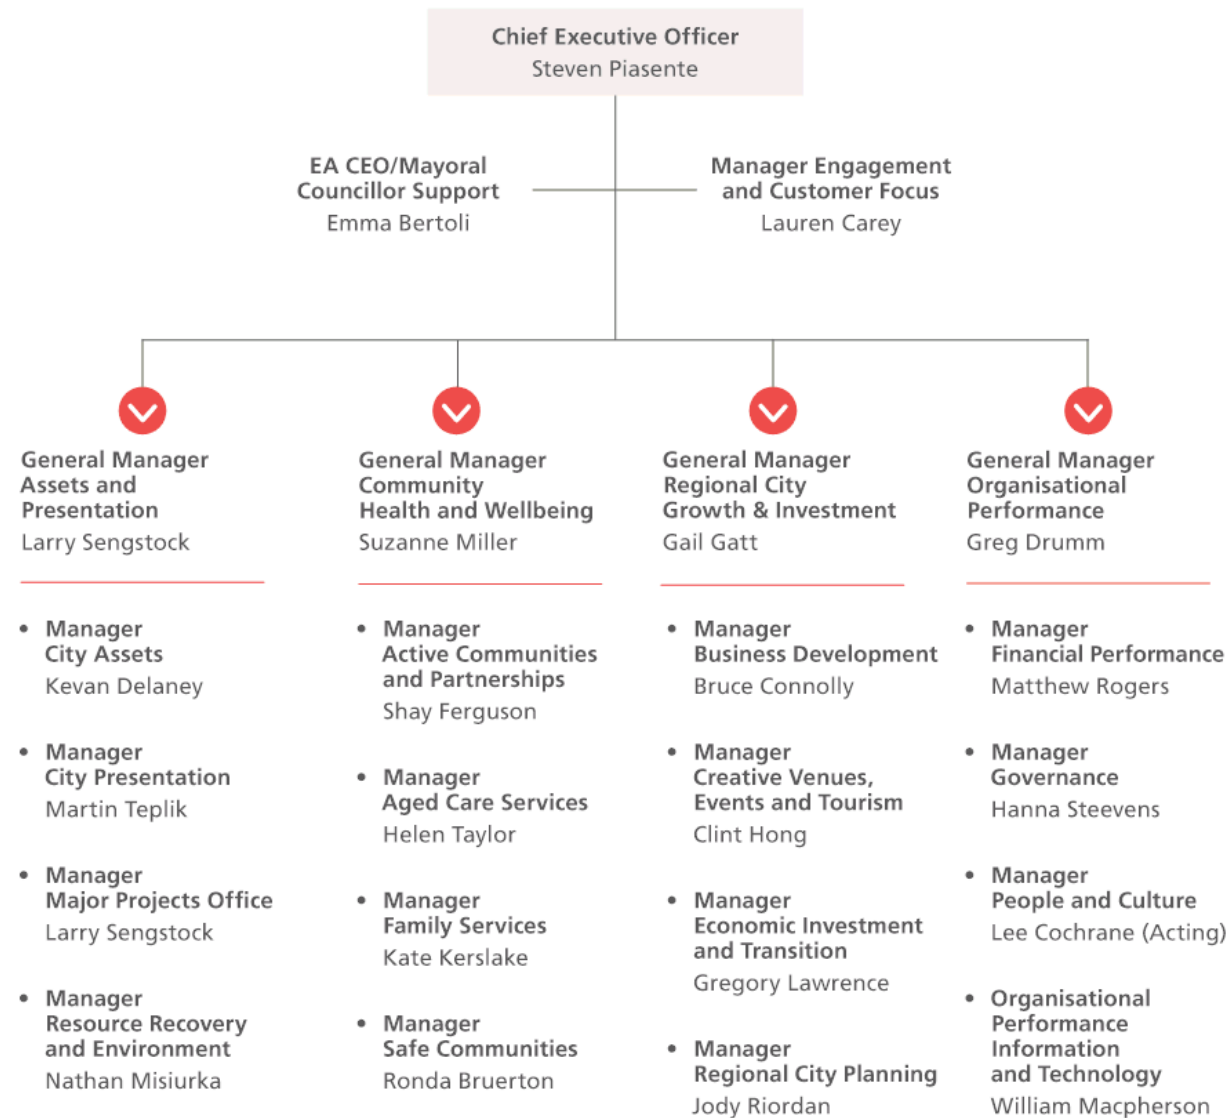 Chief Executive Officer
Steven Piasente
EA CEO/Mayoral
Councillor Support
Emma Bertoli
Manager Engagement
and Customer Focus
Lauren Carey
General Manager
Assets and
Presentation
Larry Sengstock
• Manager
City Assets
Kevan Delaney
• Manager
City Presentation
Martin Teplik
• Manager
Major Projects Office
Larry Sengstock
• Manager
Resource Recovery
and Environment
Nathan Misiurka
General Manager
Community
Health and Wellbeing
Suzanne Miller
• Manager
Active Communities
and Partnerships
Shay Ferguson
• Manager
Aged Care Services
Helen Taylor
• Manager
Family Services
Kate Kerslake
• Manager
Safe Communities
Ronda Bruerton
General Manager
Regional City
Growth & Investment
Gail Gatt
• Manager
Business Development
Bruce Connolly
• Manager
Creative Venues,
Events and Tourism
Clint Hong
• Manager
Economic Investment
and Transition
Gregory Lawrence
• Manager
Regional City Planning
Jody Riordan
General Manager
Organisational
Performance
Greg Drumm
• Manager
Financial Performance
Matthew Rogers
• Manager
Governance
Hanna Steevens
• Manager
People and Culture
Lee Cochrane (Acting)
• Organisational
Performance
Information
and Technology
William Macpherson